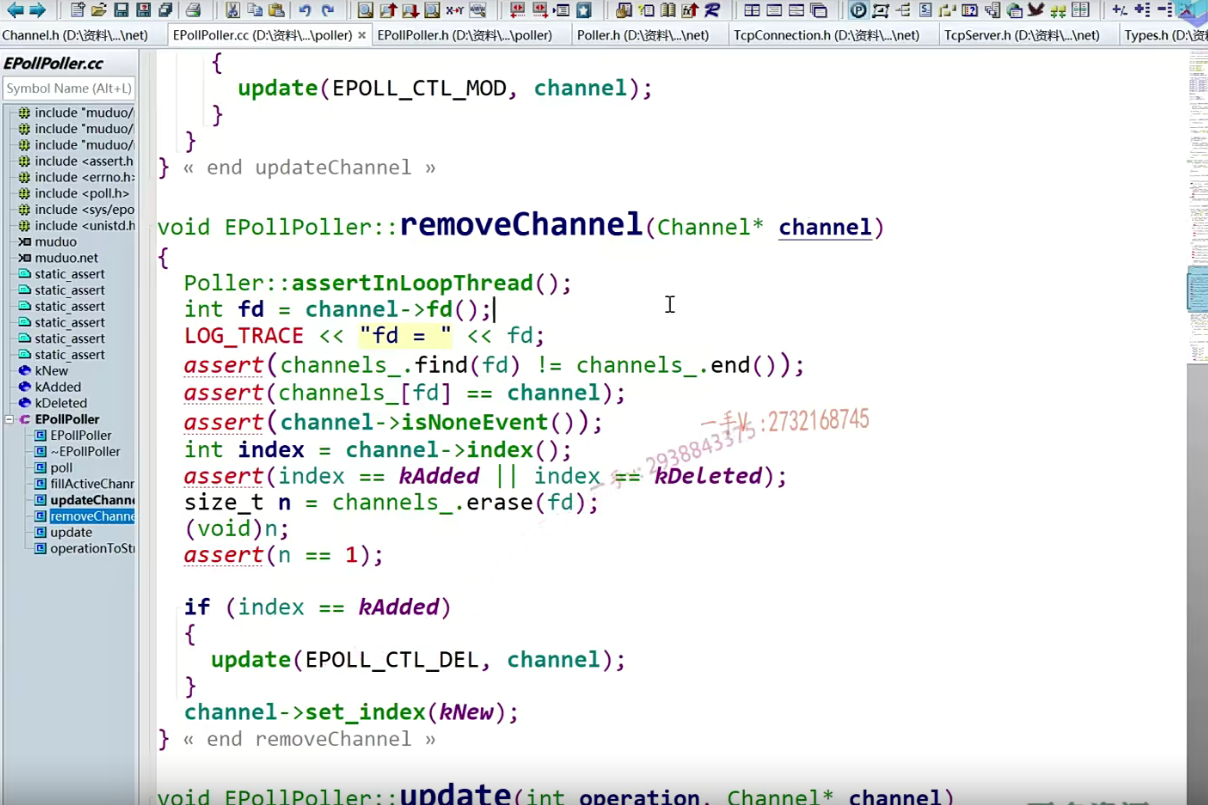 Channel.h (D:\资料\...\net)
EPollPoller.cc (D:\资料\...\poller) ×
EPollPoller.h (D:\资料\...\poller)
Poller.h (D:\资料\...\net)
TcpConnection.h (D:\资料\...\net)
TcpServer.h (D:\资料\...\net)
Types.h (D:\资
EPollPoller.cc
Symbol Name (Alt+L)
include "muduo/
include "muduo/
include "muduo/
include <assert.h
include <errno.h>
include <poll.h>
include <sys/epo
include <unistd.h
muduo
muduo.net
static_assert
static_assert
static_assert
static_assert
static_assert
static_assert
kNew
kAdded
kDeleted
EPollPoller
EPollPoller
~EPollPoller
poll
fillActiveChann
updateChanne
removeChanne
update
operationToStr
{
update(EPOLL_CTL_MOD, channel);
}
}
} « end updateChannel »
void EPollPoller::removeChannel(Channel* channel)
{
Poller::assertInLoopThread();
int fd = channel->fd();
LOG_TRACE << "fd = " << fd;
assert(channels_.find(fd) != channels_.end());
assert(channels_[fd] == channel);
assert(channel->isNoneEvent());
int index = channel->index();
assert(index == kAdded || index == kDeleted);
size_t n = channels_.erase(fd);
(void)n;
assert(n == 1);
if (index == kAdded)
{
update(EPOLL_CTL_DEL, channel);
}
channel->set_index(kNew);
} « end removeChannel »
void EPollPoller::update(int operation, Channel* channel)
一手V:2732168745
2938843375